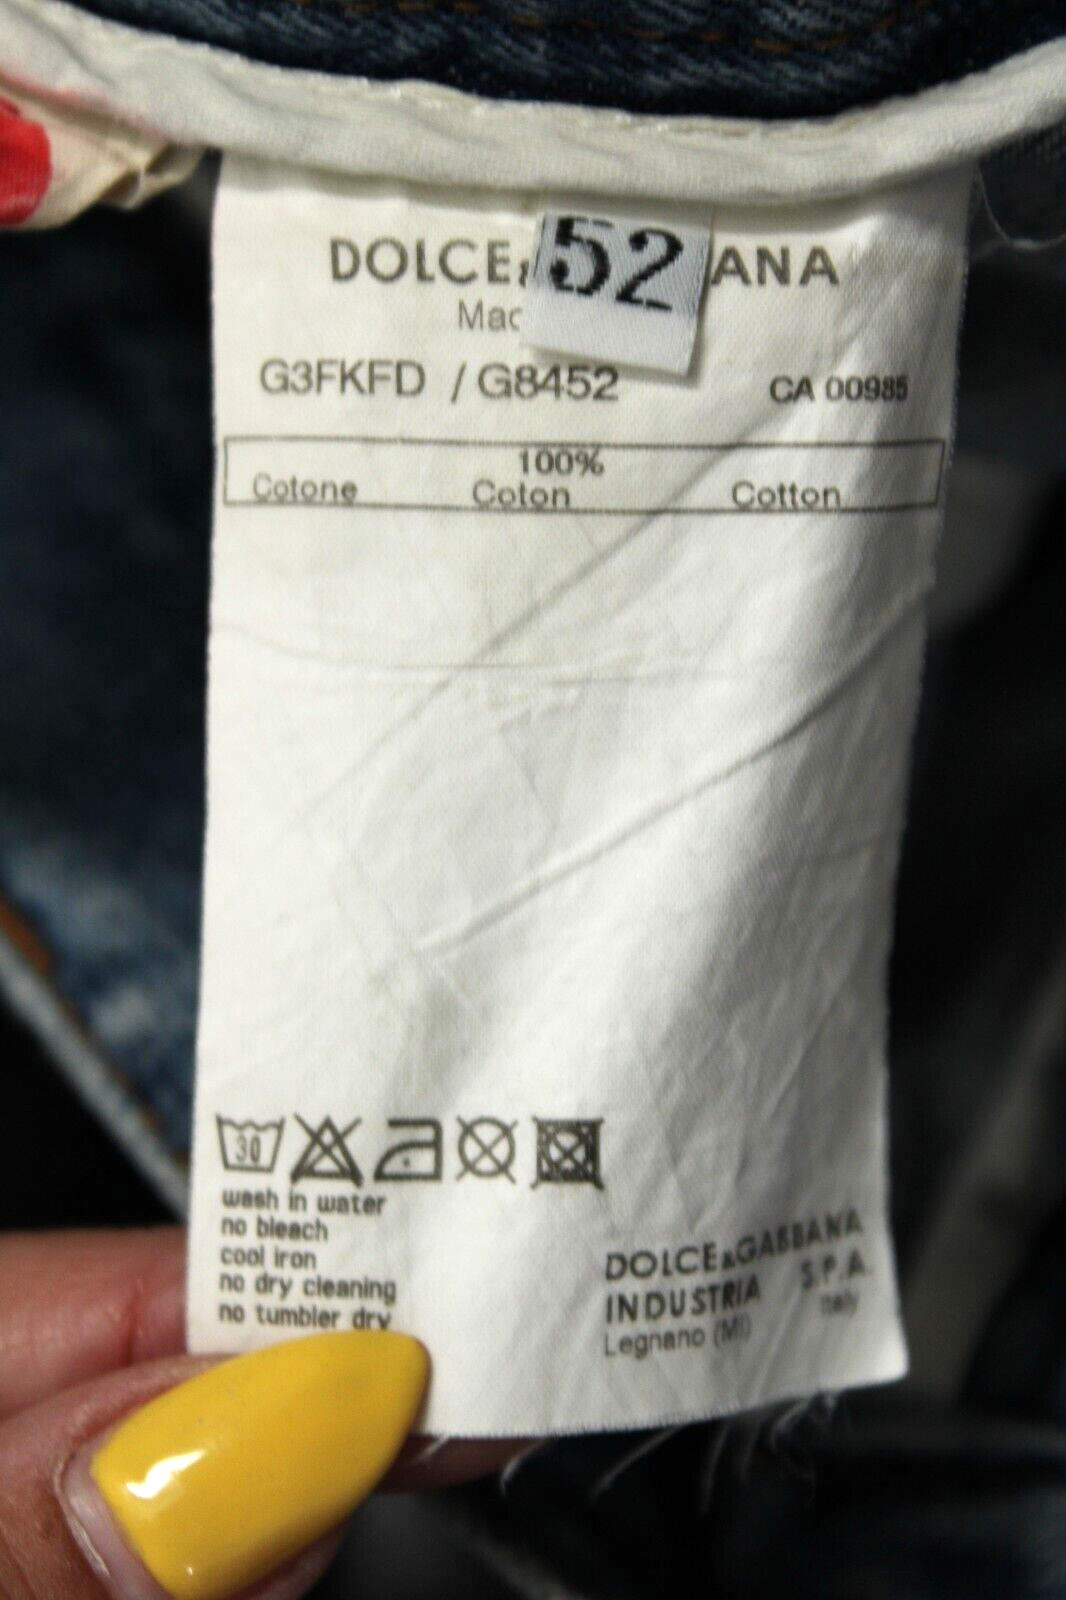 DOLCE& ANA
52
G3FKFD / G8452 CA 00985
100%
Cotone Coton Cotton
30
wash in water
no bleach
cool iron
no dry cleaning
no tumbler dry
DOLCE&GABBANA
INDUSTRIA S.P.A.
Legnano (MI) Italy